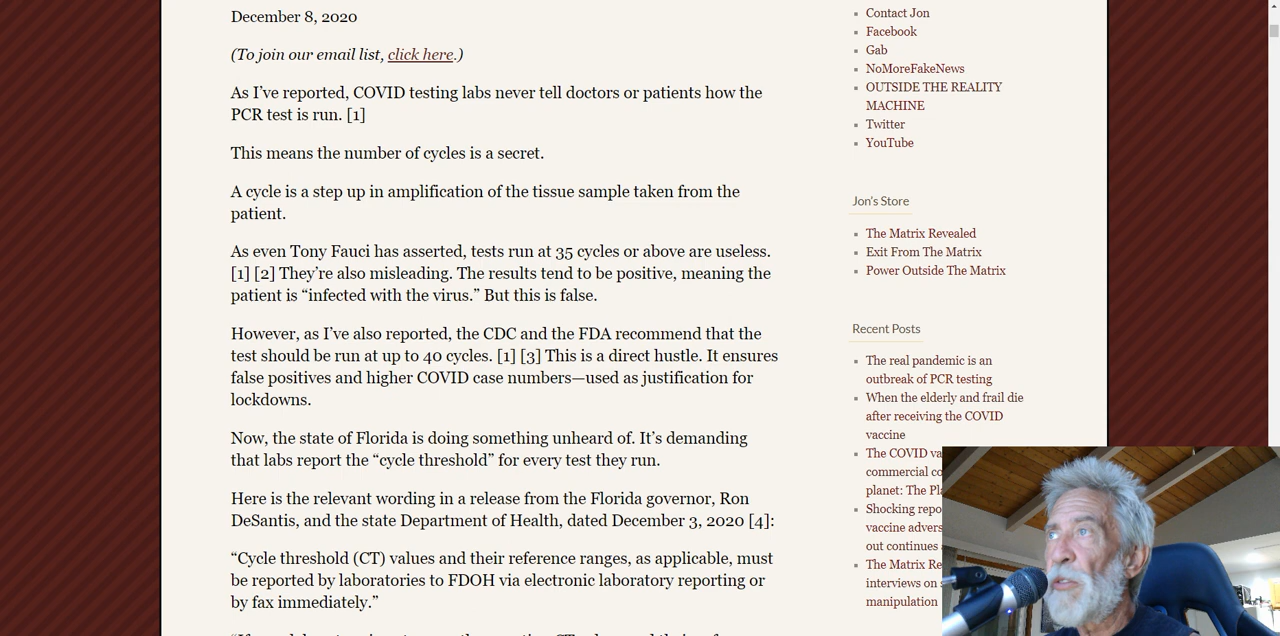 December 8, 2020
(To join our email list, click here.)
As I’ve reported, COVID testing labs never tell doctors or patients how the
PCR test is run. [1]
This means the number of cycles is a secret.
A cycle is a step up in amplification of the tissue sample taken from the
patient.
As even Tony Fauci has asserted, tests run at 35 cycles or above are useless.
[1] [2] They’re also misleading. The results tend to be positive, meaning the
patient is “infected with the virus.” But this is false.
However, as I’ve also reported, the CDC and the FDA recommend that the
test should be run at up to 40 cycles. [1] [3] This is a direct hustle. It ensures
false positives and higher COVID case numbers—used as justification for
lockdowns.
Now, the state of Florida is doing something unheard of. It’s demanding
that labs report the “cycle threshold” for every test they run.
Here is the relevant wording in a release from the Florida governor, Ron
DeSantis, and the state Department of Health, dated December 3, 2020 [4]:
“Cycle threshold (CT) values and their reference ranges, as applicable, must
be reported by laboratories to FDOH via electronic laboratory reporting or
by fax immediately.”
Contact Jon
Facebook
Gab
NoMoreFakeNews
OUTSIDE THE REALITY
MACHINE
Twitter
YouTube
Jon’s Store
The Matrix Revealed
Exit From The Matrix
Power Outside The Matrix
Recent Posts
The real pandemic is an
outbreak of PCR testing
When the elderly and frail die
after receiving the COVID
vaccine
The COVID va
commercial co
planet: The Pl
Shocking repo
vaccine advers
out continues
The Matrix Re
interviews on
manipulation